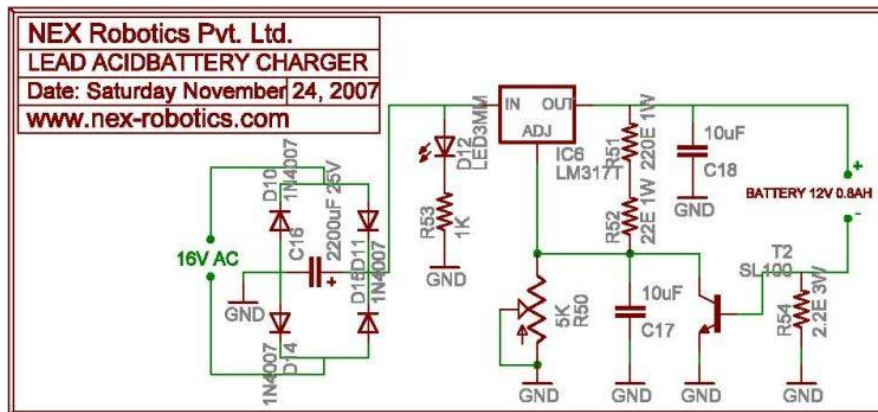 NEX Robotics Pvt. Ltd.
LEAD ACIDBATTERY CHARGER
Date: Saturday November 24, 2007
www.nex-robotics.com
16V AC
D10
1N4007
C16
2200uF 25V
+
D15
D11
1N4007
GND
1N4007
D14
D12
LED3MM
R53
1K
GND
IN OUT
ADJ
IC6
LM317T
R51
220E 1W
R52
22E 1W
10uF
C18
GND
+
BATTERY 12V 0.8AH
-
T2
SL100
5K
R50
10uF
C17
R54
2.2E 3W
GND GND GND GND